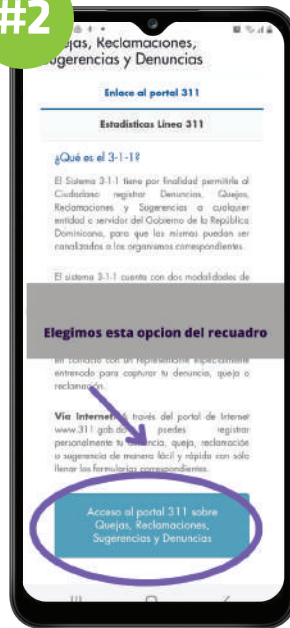 #2
Quejas, Reclamaciones,
Sugerencias y Denuncias
Enlace al portal 311
Estadísticas Línea 311
¿Qué es el 3-1-1?
El Sistema 3-1-1 tiene por finalidad permitirle al
Ciudadano registrar Denuncias, Quejas,
Reclamaciones y Sugerencias a cualquier
entidad o servidor del Gobierno de la República
Dominicana, para que las mismas puedan ser
canalizadas a los organismos correspondientes.
El sistema 3-1-1 cuenta con dos modalidades de
Elegimos esta opcion del recuadro
en contacto con un representante especialmente
entrenado para capturar tu denuncia, queja o
reclamación.
Vía Internet: A través del portal de Internet
www.311.gob.do puedes registrar
personalmente tu denuncia, queja, reclamación
o sugerencia de manera fácil y rápida con sólo
llenar los formularios correspondientes.
Acceso al portal 311 sobre
Quejas, Reclamaciones,
Sugerencias y Denuncias